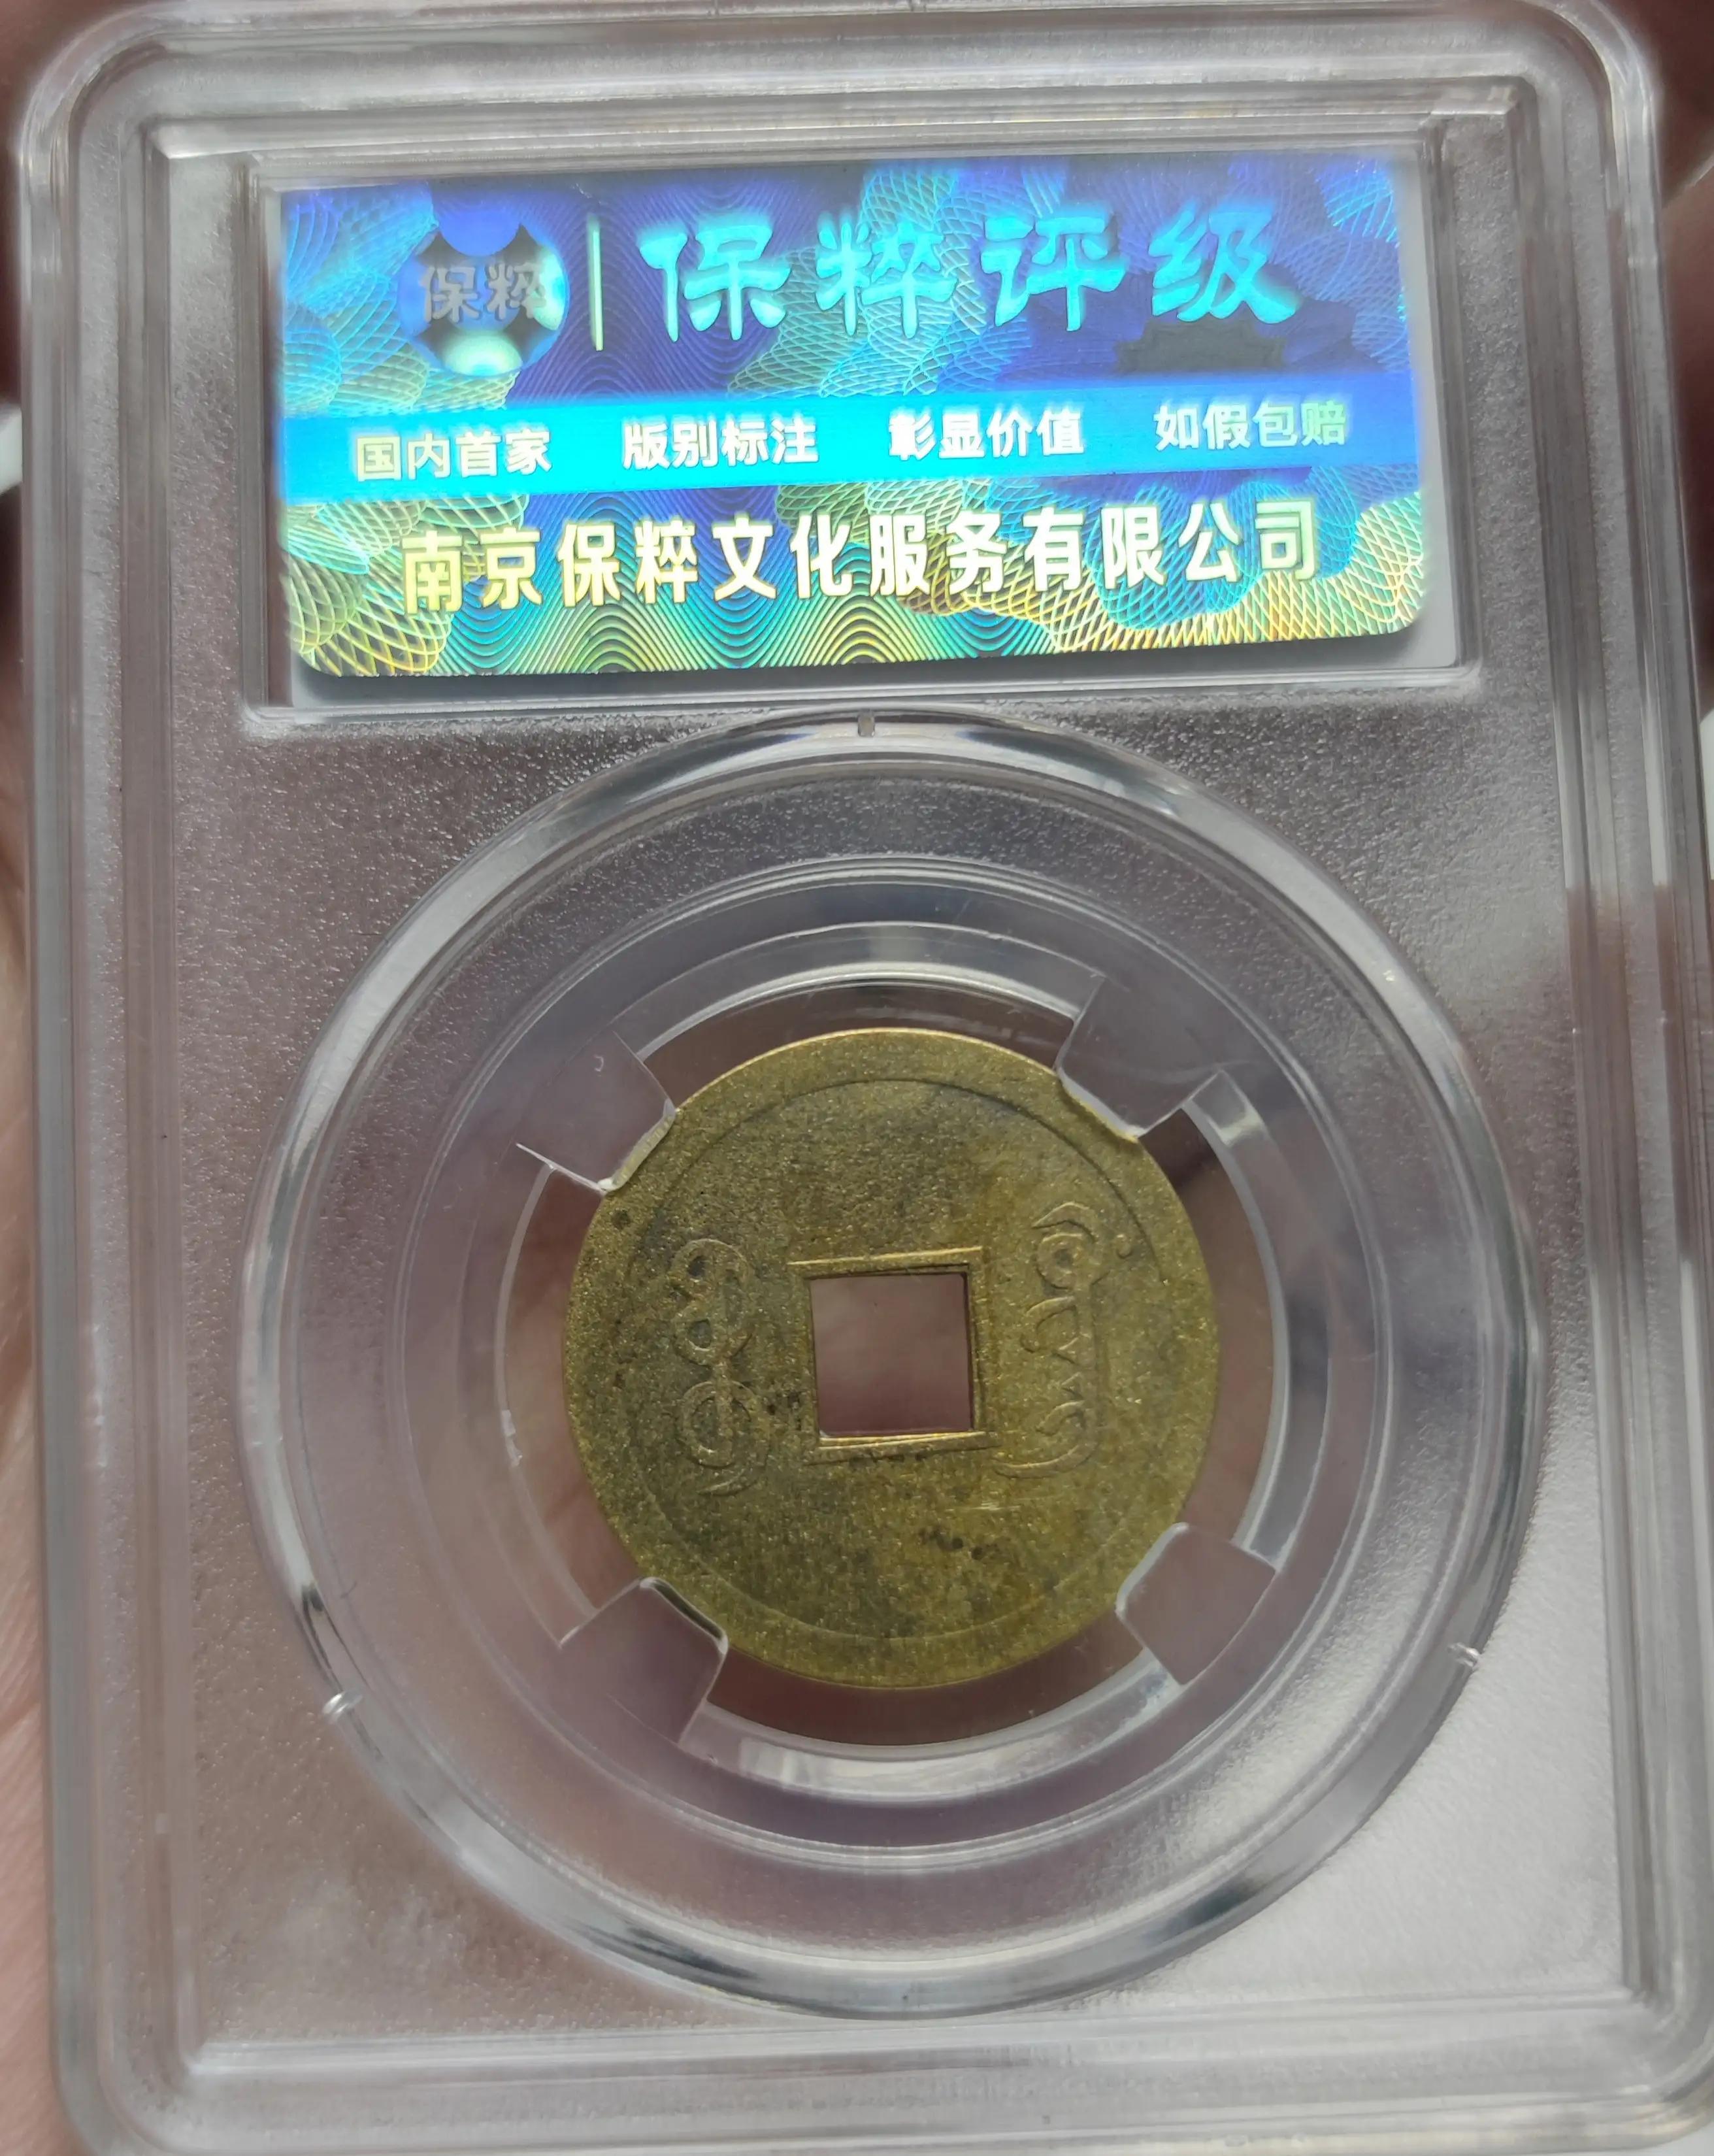 保粹 保粹评级
国内首家 版别标注 彰显价值 如假包赔
南京保粹文化服务有限公司